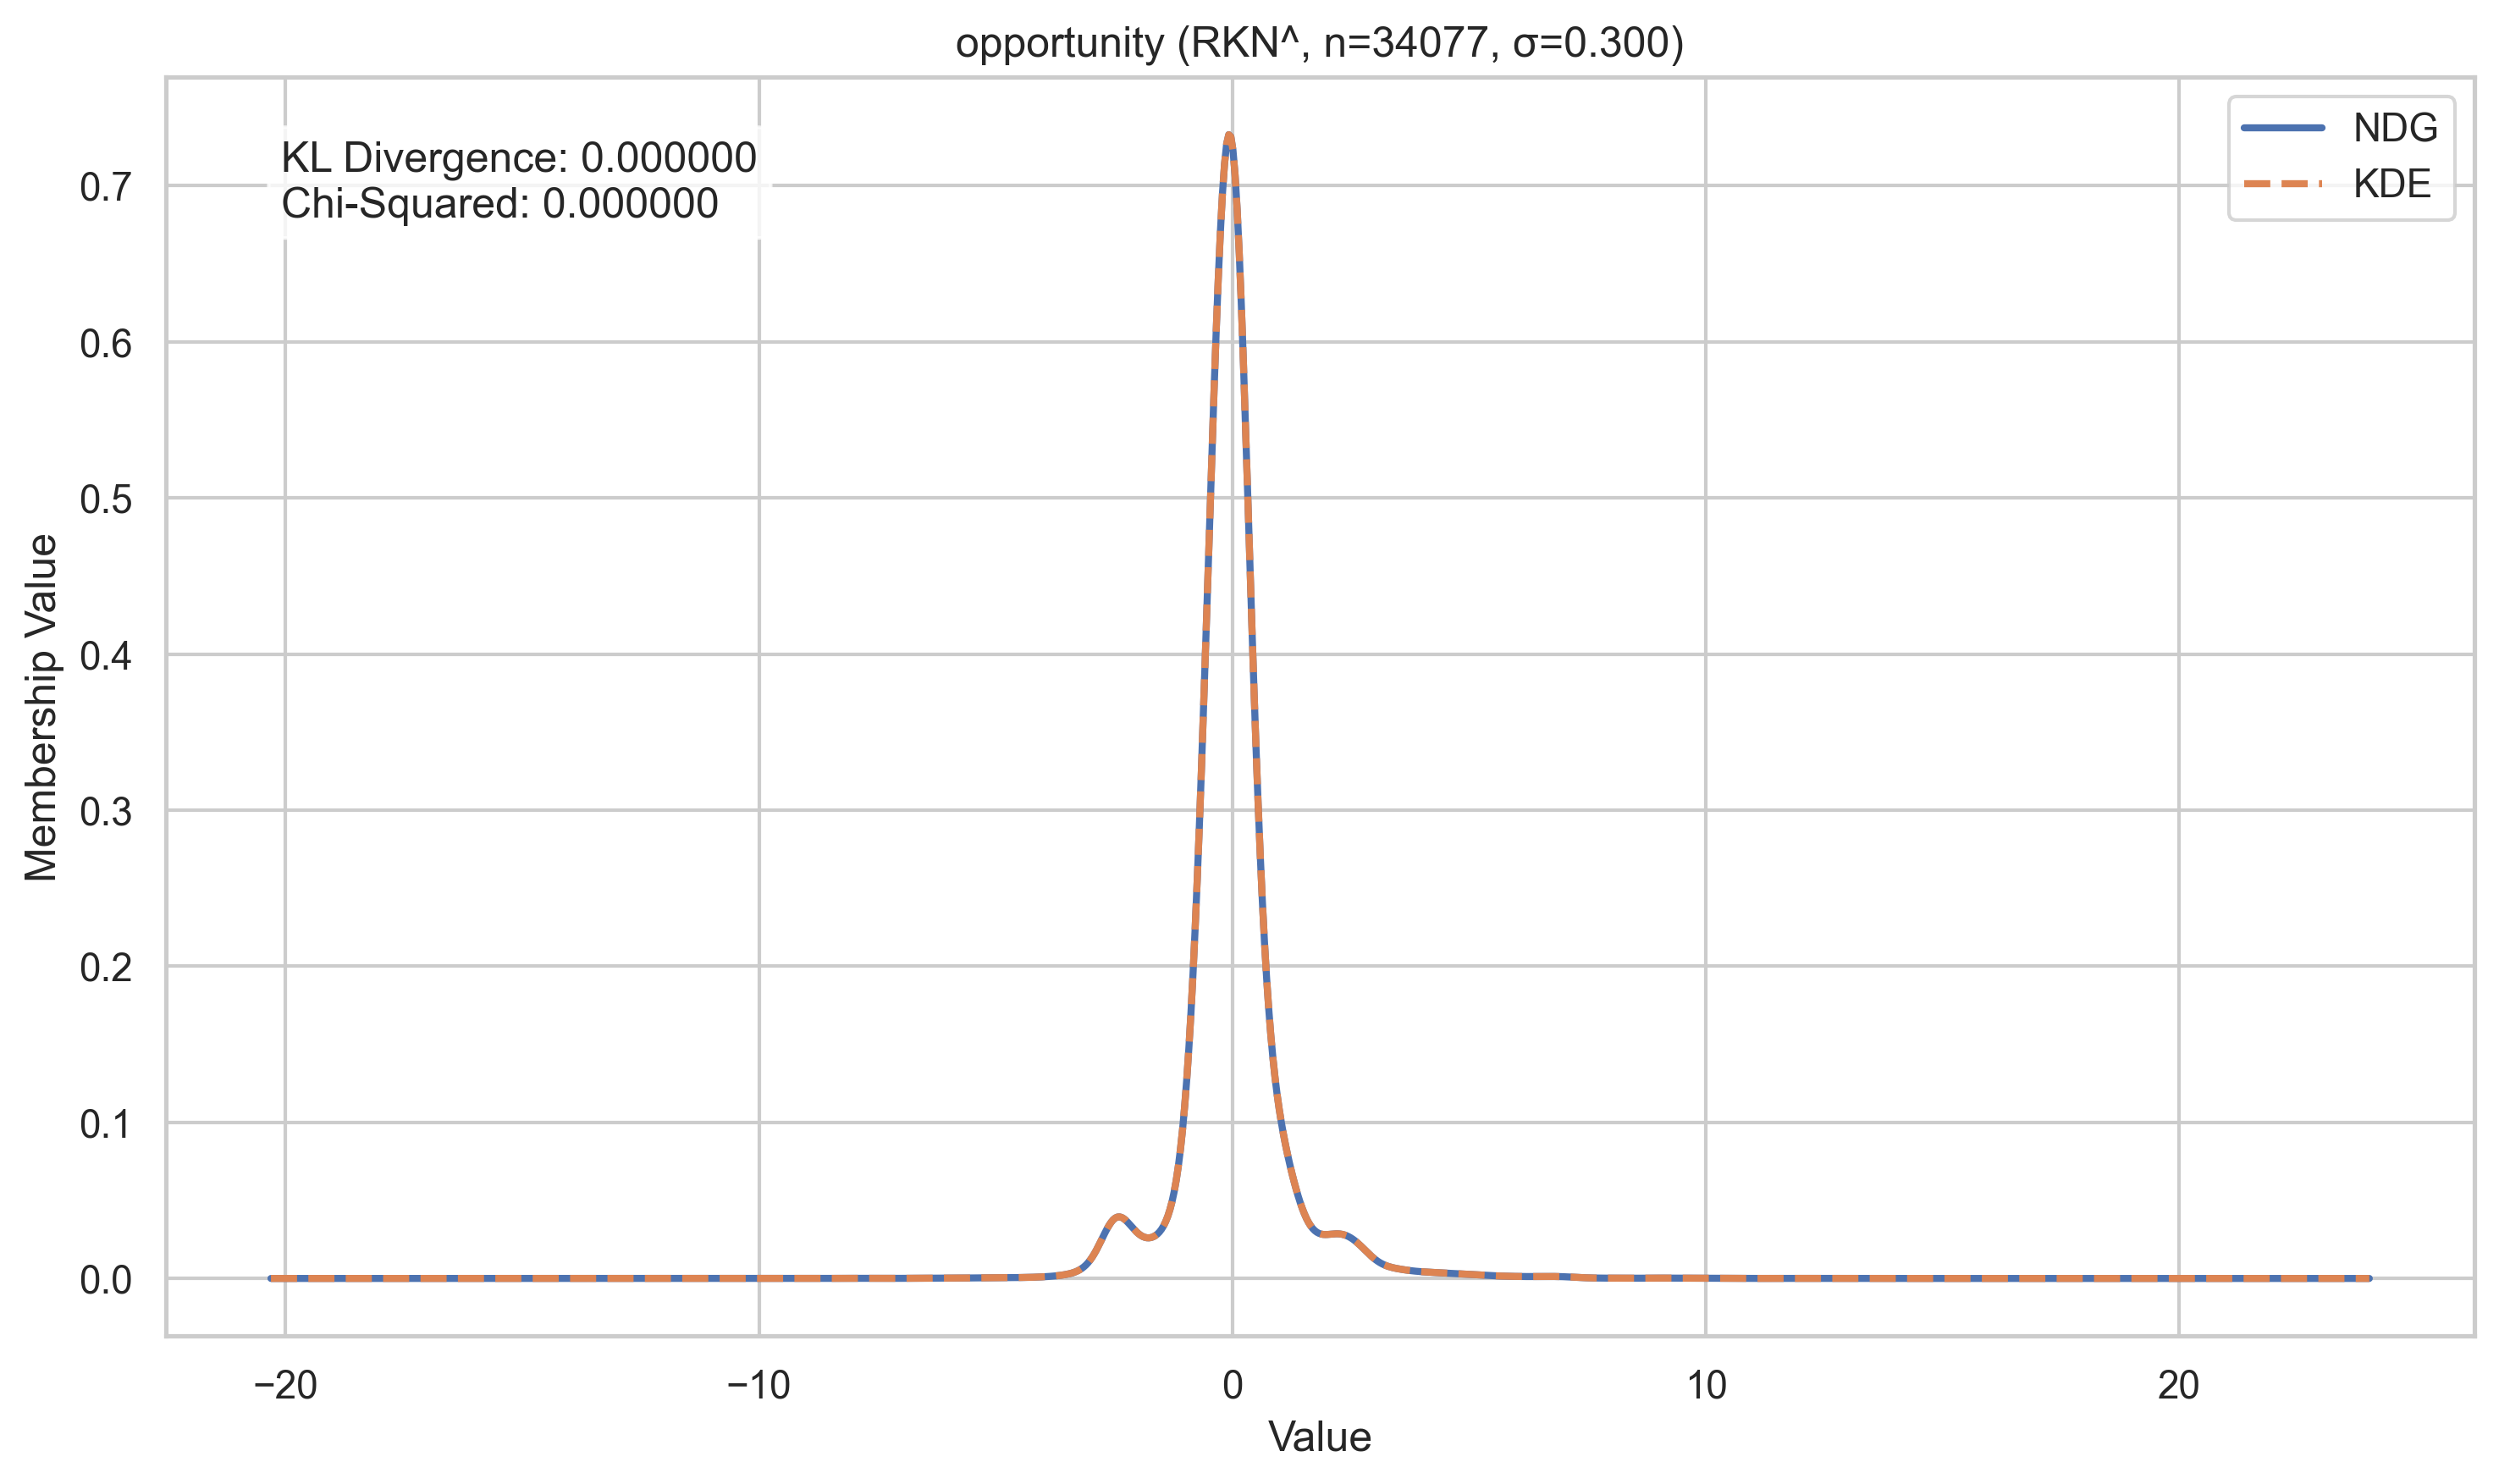 opportunity (RKN^, n=34077, σ=0.300)
KL Divergence: 0.000000
Chi-Squared: 0.000000
NDG
KDE
Membership Value
0.7
0.6
0.5
0.4
0.3
0.2
0.1
0.0
−20
−10
0
10
20
Value